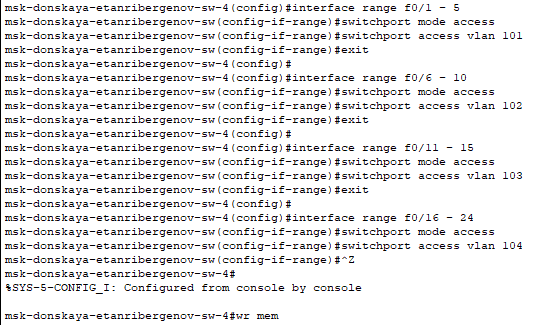 msk-donskaya-etanribergenov-sw-4(config)#interface range f0/1 - 5
msk-donskaya-etanribergenov-sw(config-if-range)#switchport mode access
msk-donskaya-etanribergenov-sw(config-if-range)#switchport access vlan 101
msk-donskaya-etanribergenov-sw(config-if-range)#exit
msk-donskaya-etanribergenov-sw-4(config)#
msk-donskaya-etanribergenov-sw-4(config)#interface range f0/6 - 10
msk-donskaya-etanribergenov-sw(config-if-range)#switchport mode access
msk-donskaya-etanribergenov-sw(config-if-range)#switchport access vlan 102
msk-donskaya-etanribergenov-sw(config-if-range)#exit
msk-donskaya-etanribergenov-sw-4(config)#
msk-donskaya-etanribergenov-sw-4(config)#interface range f0/11 - 15
msk-donskaya-etanribergenov-sw(config-if-range)#switchport mode access
msk-donskaya-etanribergenov-sw(config-if-range)#switchport access vlan 103
msk-donskaya-etanribergenov-sw(config-if-range)#exit
msk-donskaya-etanribergenov-sw-4(config)#
msk-donskaya-etanribergenov-sw-4(config)#interface range f0/16 - 24
msk-donskaya-etanribergenov-sw(config-if-range)#switchport mode access
msk-donskaya-etanribergenov-sw(config-if-range)#switchport access vlan 104
msk-donskaya-etanribergenov-sw(config-if-range)#^Z
msk-donskaya-etanribergenov-sw-4#
%SYS-5-CONFIG_I: Configured from console by console
msk-donskaya-etanribergenov-sw-4#wr mem